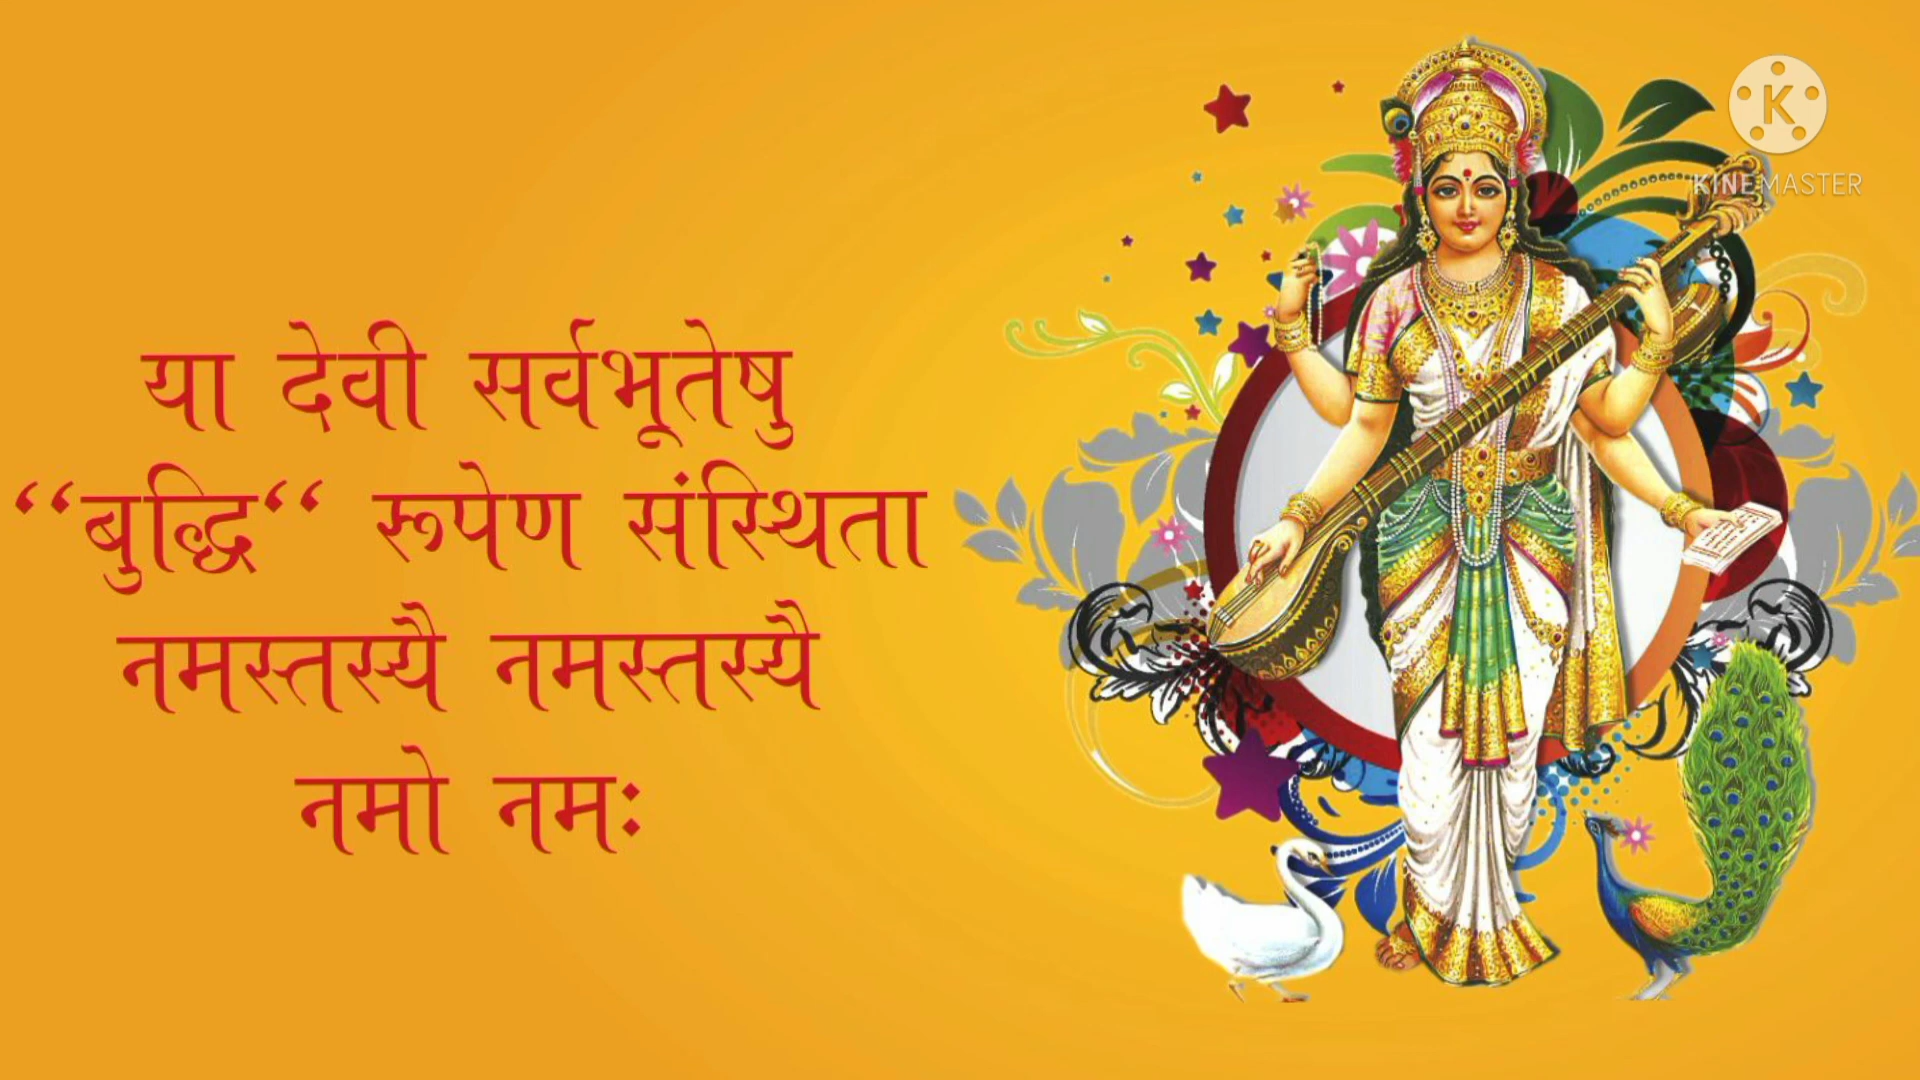 या देवी सर्वभूतेषु
“बुद्धि“ रूपेण संस्थिता
नमस्तस्यै नमस्तस्यै
नमो नमः
K
KINEMASTER